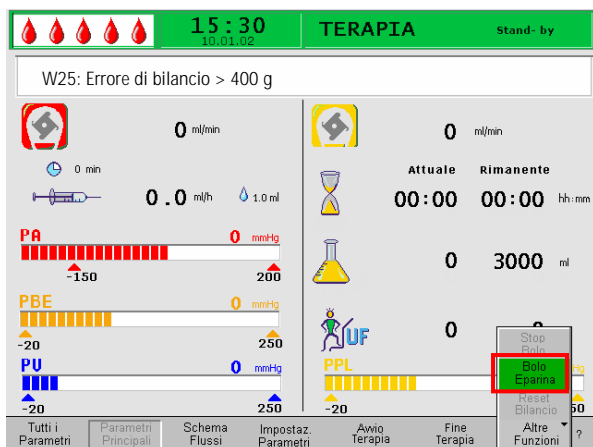 15:30
10.01.02
TERAPIA
Stand- by
W25: Errore di bilancio > 400 g
0 ml/min
0 ml/min
0 min
Attuale Rimanente
0.0 ml/h 1.0 ml
00:00 00:00 hh:mm
PA 0 mmHg
-150 200
0 3000 ml
PBE 0 mmHg
-20 250
UF 0
PV 0 mmHg
-20 250
PPL
-20
Stop
Bolo
Bolo
Eparina
Reset
Bilancio
Tutti i
Parametri
Parametri
Principali
Schema
Flussi
Impostaz.
Parametri
Avvio
Terapia
Fine
Terapia
Altre
Funzioni
?